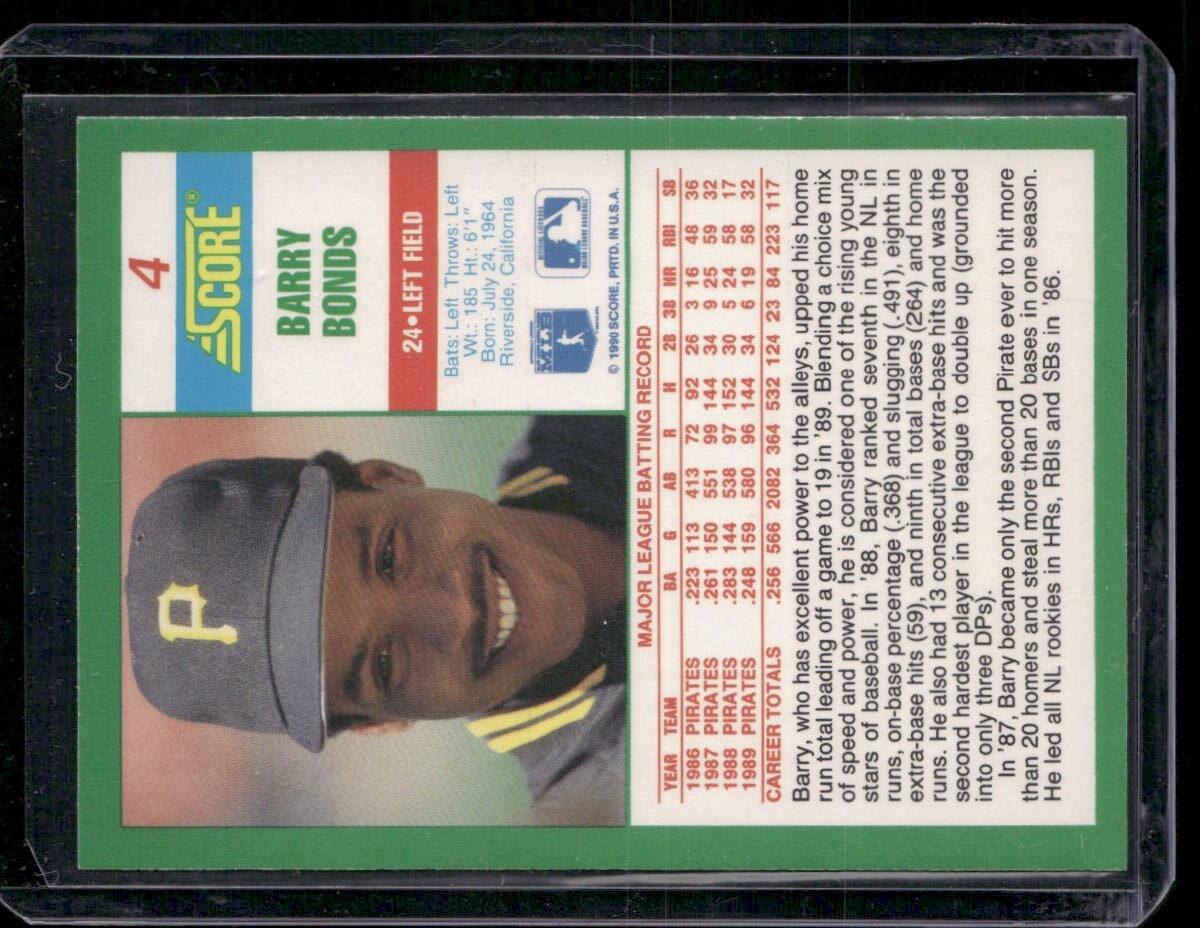 4
SCORE®
BARRY
BONDS
24•LEFT FIELD
Bats: Left Throws: Left
Wt.: 185 Ht.: 6'1"
Born: July 24, 1964
Riverside, California
© 1990 SCORE, PRTD. IN U.S.A.
P
MAJOR LEAGUE BATTING RECORD
YEAR TEAM BA G AB R H 2B 3B HR RBI SB
1986 PIRATES .223 113 413 72 92 26 3 16 48 36
1987 PIRATES .261 150 551 99 144 34 9 25 59 32
1988 PIRATES .283 144 538 97 152 30 5 24 58 17
1989 PIRATES .248 159 580 96 144 34 6 19 58 32
CAREER TOTALS .256 566 2082 364 532 124 23 84 223 117
Barry, who has excellent power to the alleys, upped his home
run total leading off a game to 19 in '89. Blending a choice mix
of speed and power, he is considered one of the rising young
stars of baseball. In '88, Barry ranked seventh in the NL in
runs, on-base percentage (.368) and slugging (.491), eighth in
extra-base hits (59), and ninth in total bases (264) and home
runs. He also had 13 consecutive extra-base hits and was the
second hardest player in the league to double up (grounded
into only three DPs).
In '87, Barry became only the second Pirate ever to hit more
than 20 homers and steal more than 20 bases in one season.
He led all NL rookies in HRs, RBIs and SBs in '86.